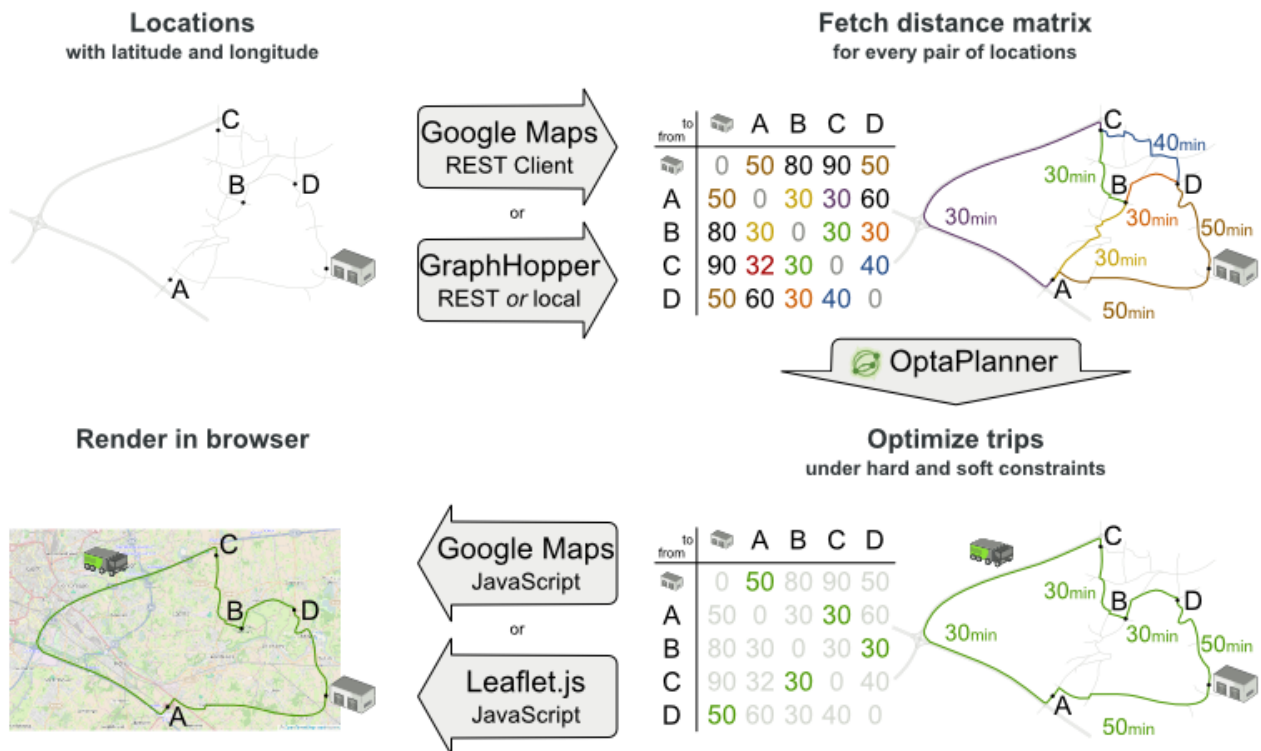 Locations
with latitude and longitude
C
B
D
A
Google Maps
REST Client
or
GraphHopper
REST or local
Fetch distance matrix
for every pair of locations
to
from
A B C D
0 50 80 90 50
A 50 0 30 30 60
B 80 30 0 30 30
C 90 32 30 0 40
D 50 60 30 40 0
C
40min
30min
D
B
30min
30min
50min
30min
A
50min
OptaPlanner
Render in browser
C
B
D
A
Google Maps
JavaScript
or
Leaflet.js
JavaScript
Optimize trips
under hard and soft constraints
to
from
A B C D
0 50 80 90 50
A 50 0 30 30 60
B 80 30 0 30 30
C 90 32 30 0 40
D 50 60 30 40 0
C
30min
D
B
30min
30min
50min
A
50min